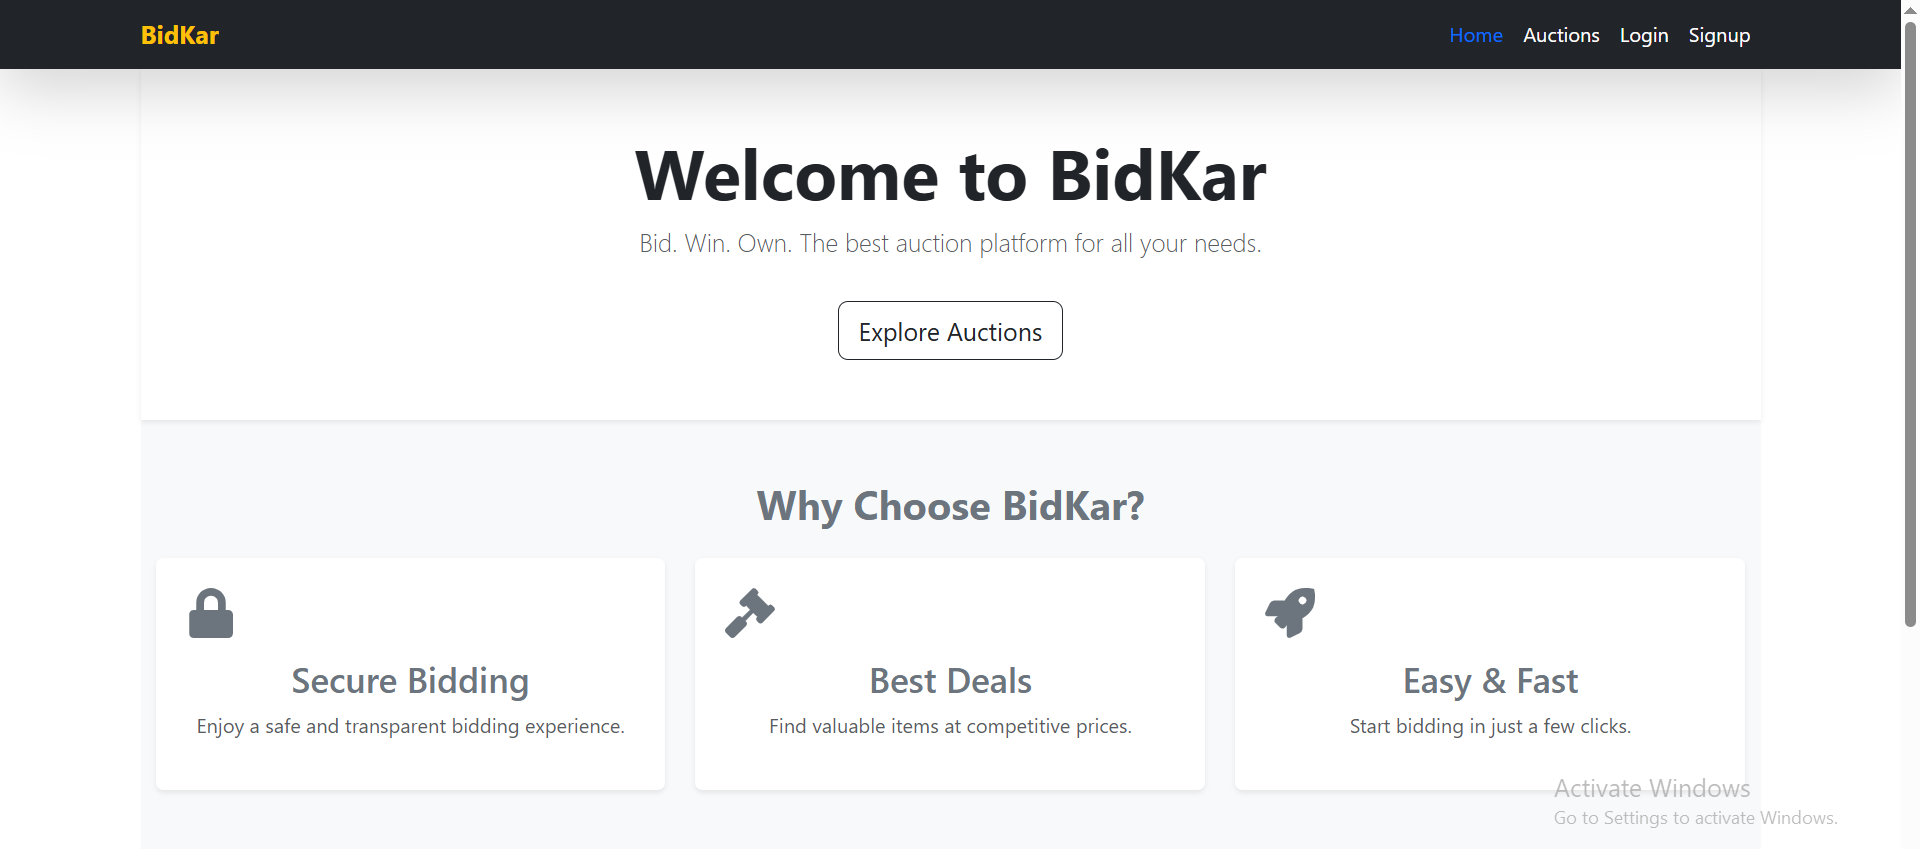 BidKar
Home Auctions Login Signup
Welcome to BidKar
Bid. Win. Own. The best auction platform for all your needs.
Explore Auctions
Why Choose BidKar?
Secure Bidding
Enjoy a safe and transparent bidding experience.
Best Deals
Find valuable items at competitive prices.
Easy & Fast
Start bidding in just a few clicks.
Activate Windows
Go to Settings to activate Windows.